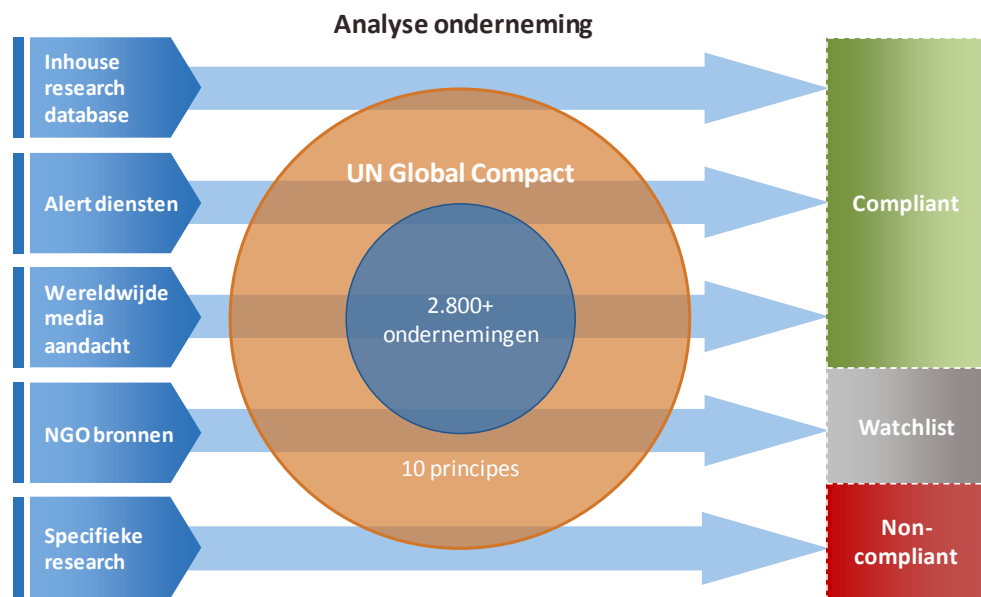 Analyse onderneming
Inhouse
research
database
Alert diensten
Wereldwijde
media
aandacht
NGO bronnen
Specifieke
research
UN Global Compact
2.800+
ondernemingen
10 principes
Compliant
Watchlist
Non-
compliant